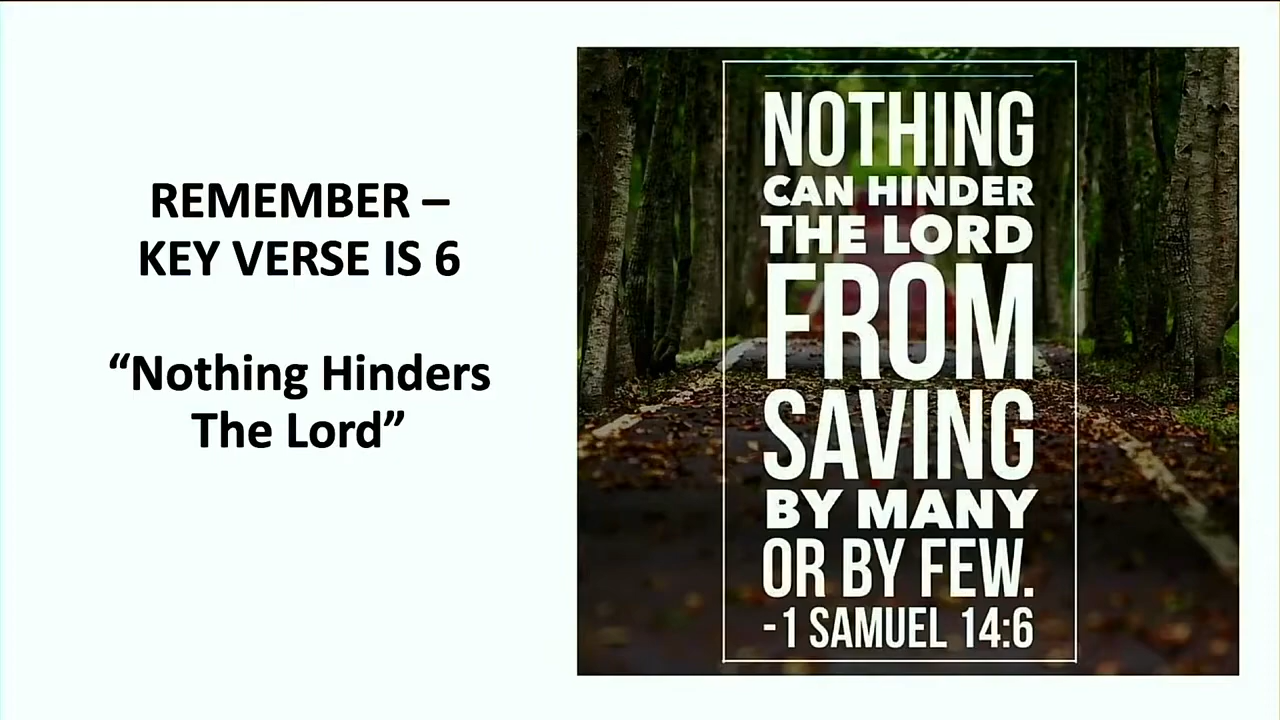 REMEMBER –
KEY VERSE IS 6
“Nothing Hinders
The Lord”
NOTHING
CAN HINDER
THE LORD
FROM
SAVING
BY MANY
OR BY FEW.
-1 SAMUEL 14:6